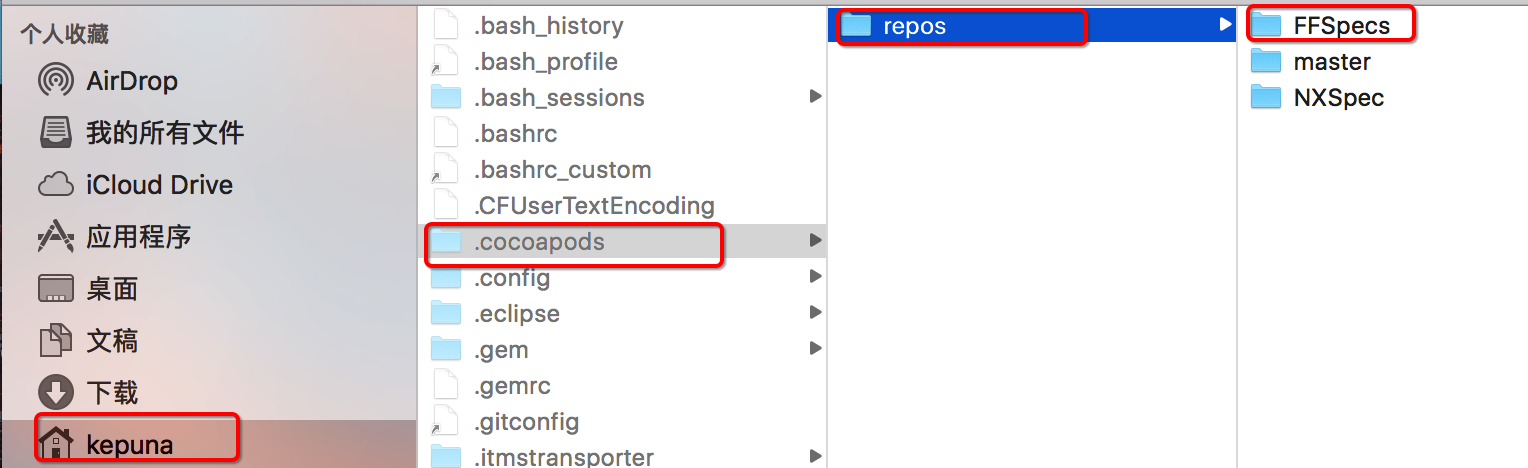 个人收藏
AirDrop
我的所有文件
iCloud Drive
应用程序
桌面
文稿
下载
kepuna
.bash_history
.bash_profile
.bash_sessions
.bashrc
.bashrc_custom
.CFUserTextEncoding
.cocoapods
.config
.eclipse
.gem
.gemrc
.gitconfig
.itmstransporter
repos
FFSpecs
master
NXSpec